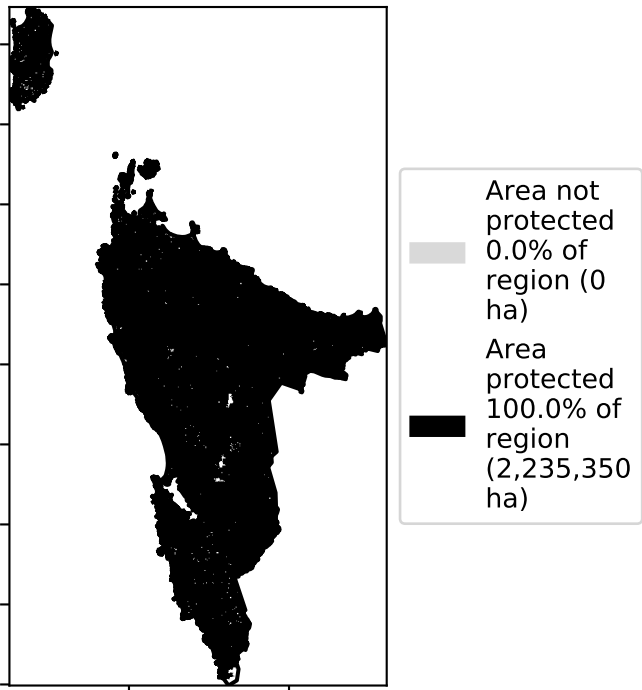 Area not
protected
0.0% of
region (0
ha)
Area
protected
100.0% of
region
(2,235,350
ha)